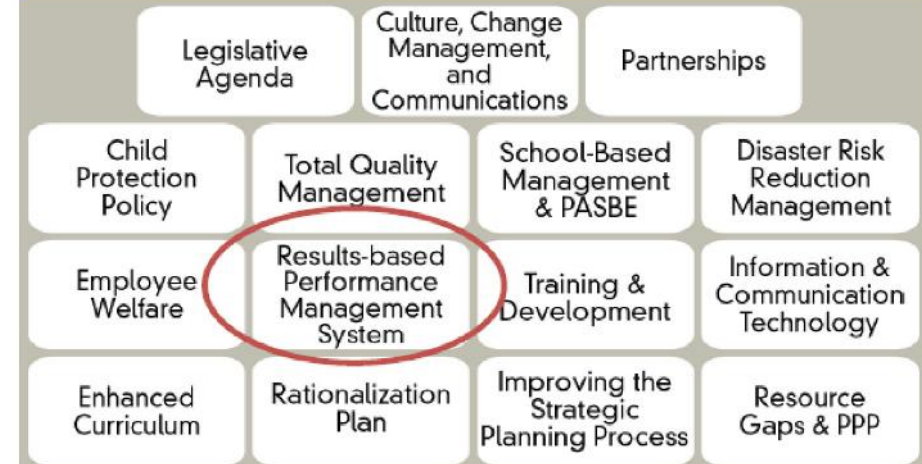 Legislative
Agenda
Culture, Change
Management,
and
Communications
Partnerships
Child
Protection
Policy
Total Quality
Management
School-Based
Management
& PASBE
Disaster Risk
Reduction
Management
Employee
Welfare
Results-based
Performance
Management
System
Training &
Development
Information &
Communication
Technology
Enhanced
Curriculum
Rationalization
Plan
Improving the
Strategic
Planning Process
Resource
Gaps & PPP